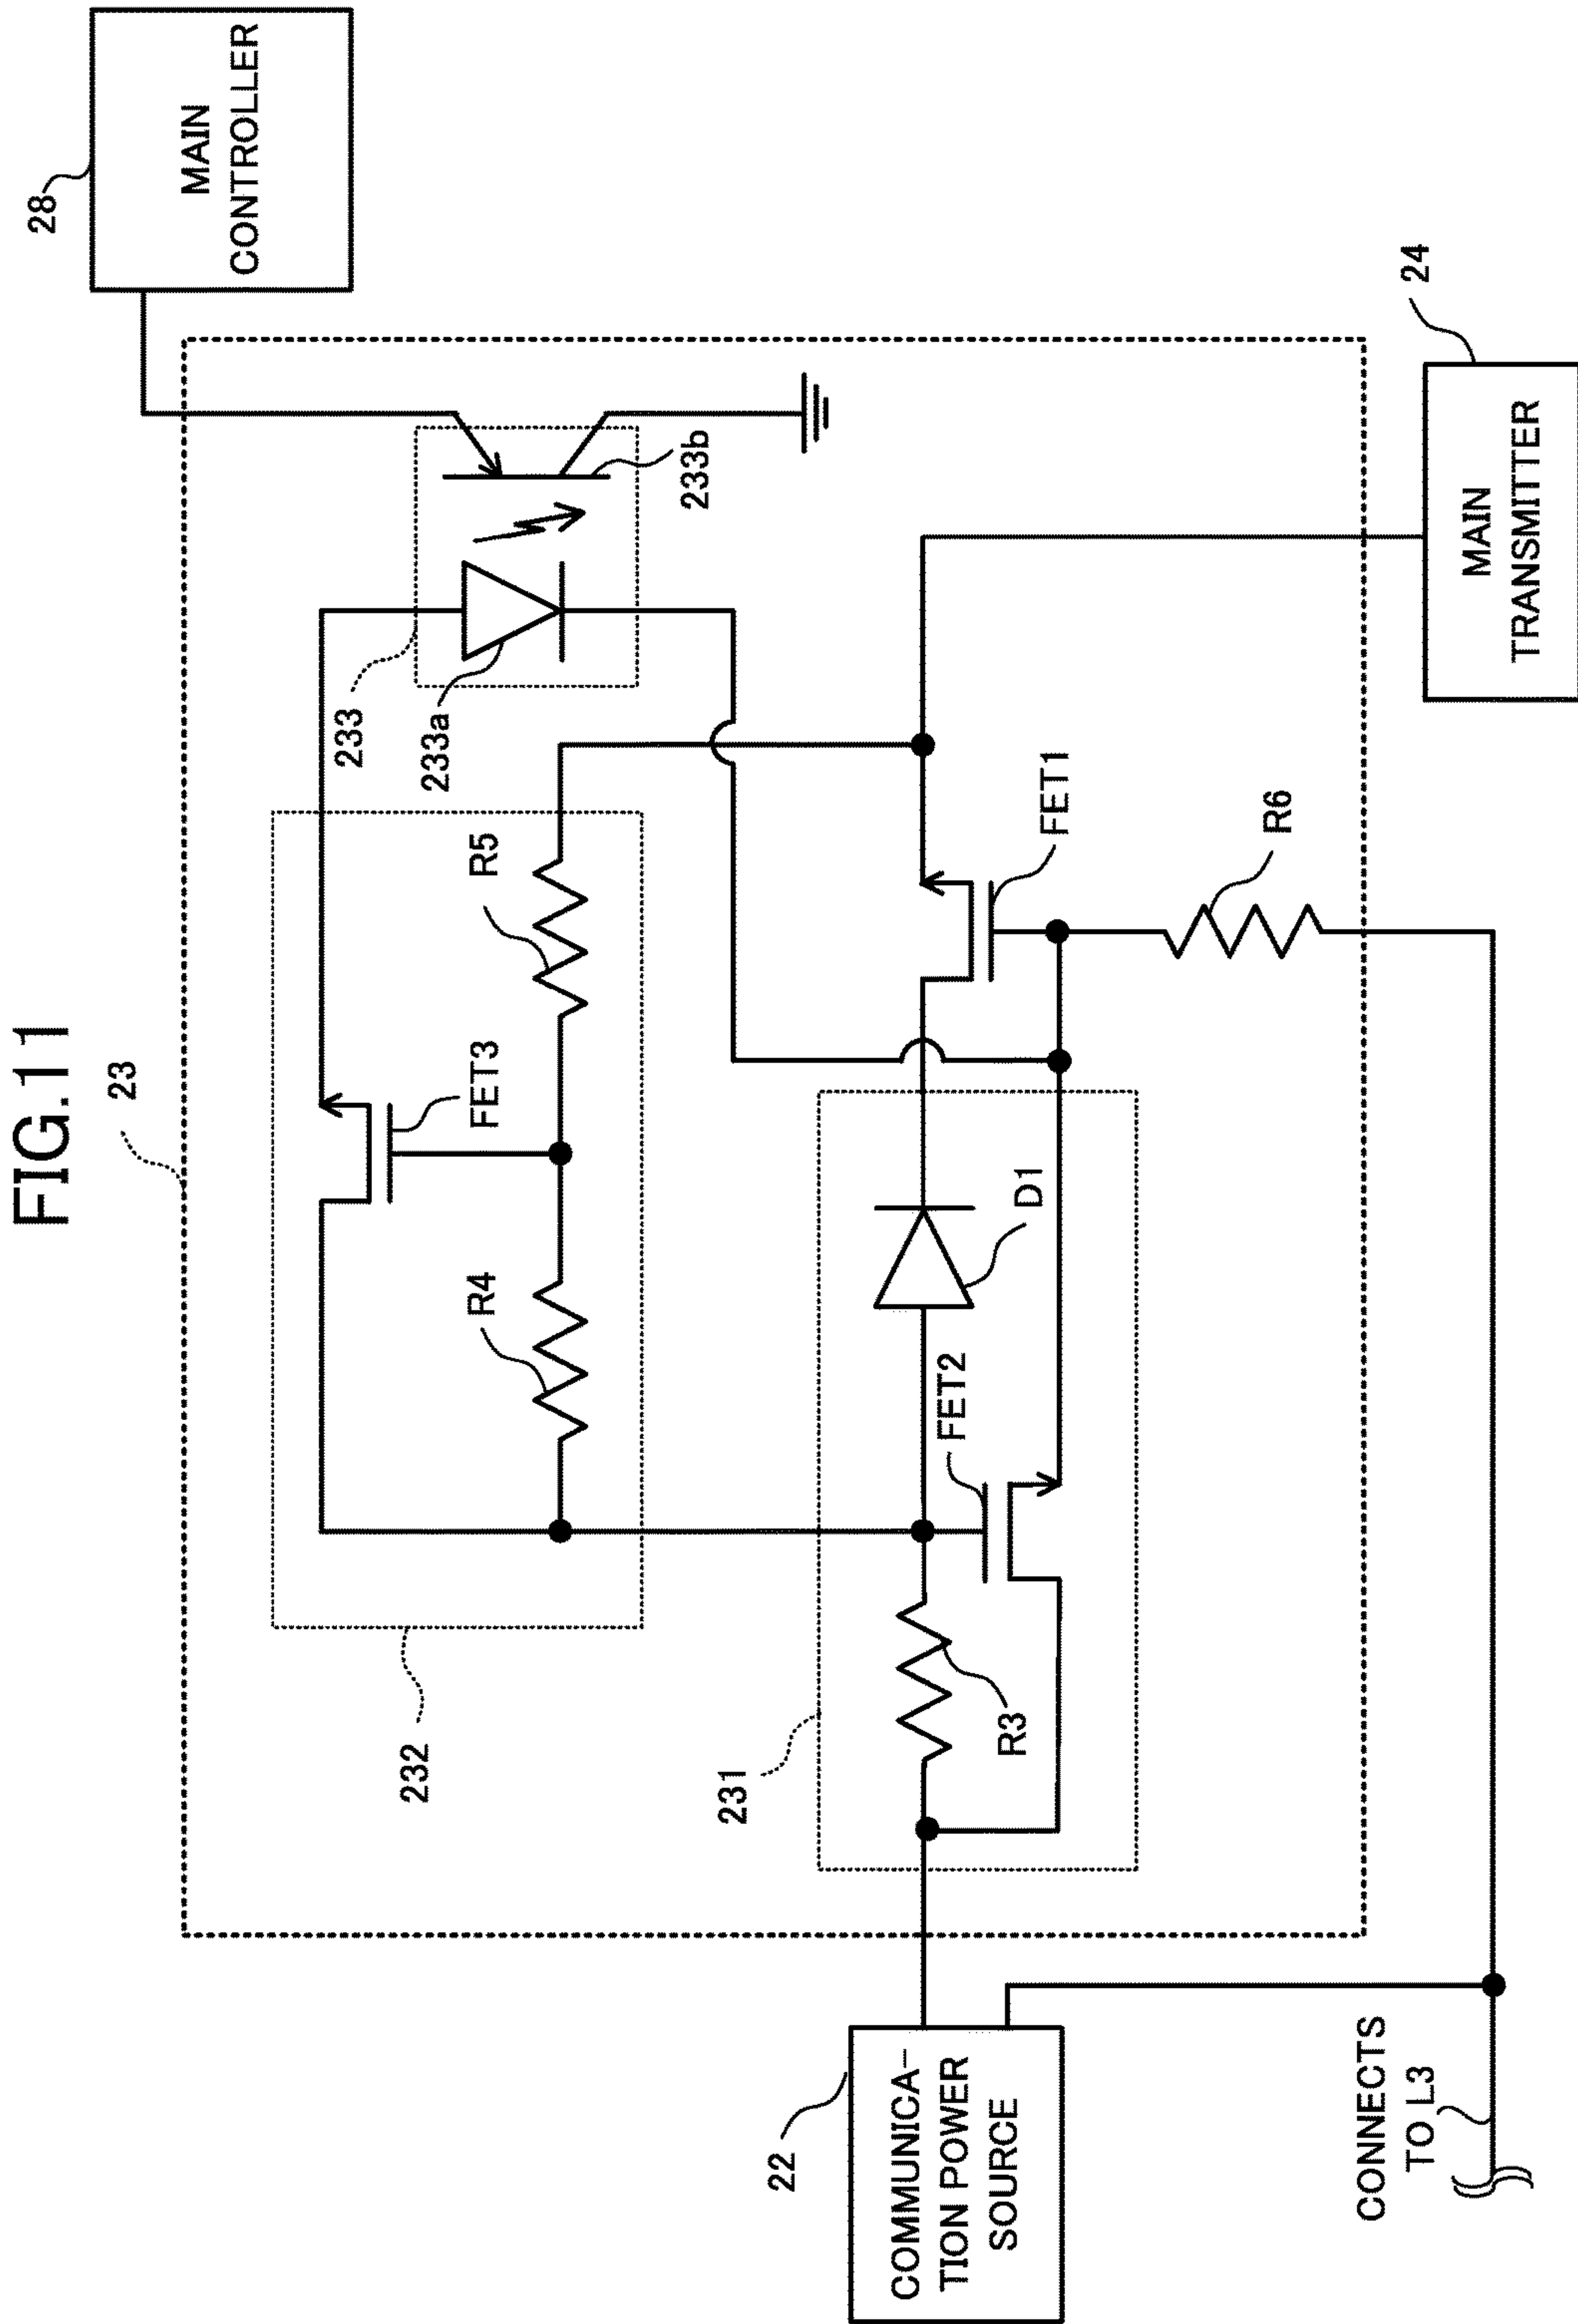 FIG.11
23
28
MAIN
CONTROLLER
233
233a
233b
232
FET3
R4
R5
231
R3
FET2
D1
FET1
R6
24
MAIN
TRANSMITTER
22
COMMUNICA-
TION POWER
SOURCE
CONNECTS
TO L3